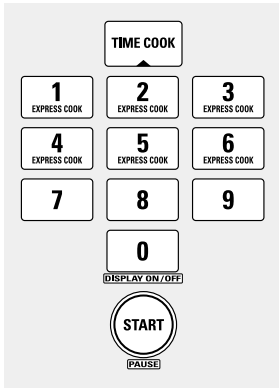 TIME COOK
1 2 3
EXPRESS COOK EXPRESS COOK EXPRESS COOK
4 5 6
EXPRESS COOK EXPRESS COOK EXPRESS COOK
7 8 9
0
DISPLAY ON/OFF
START
PAUSE